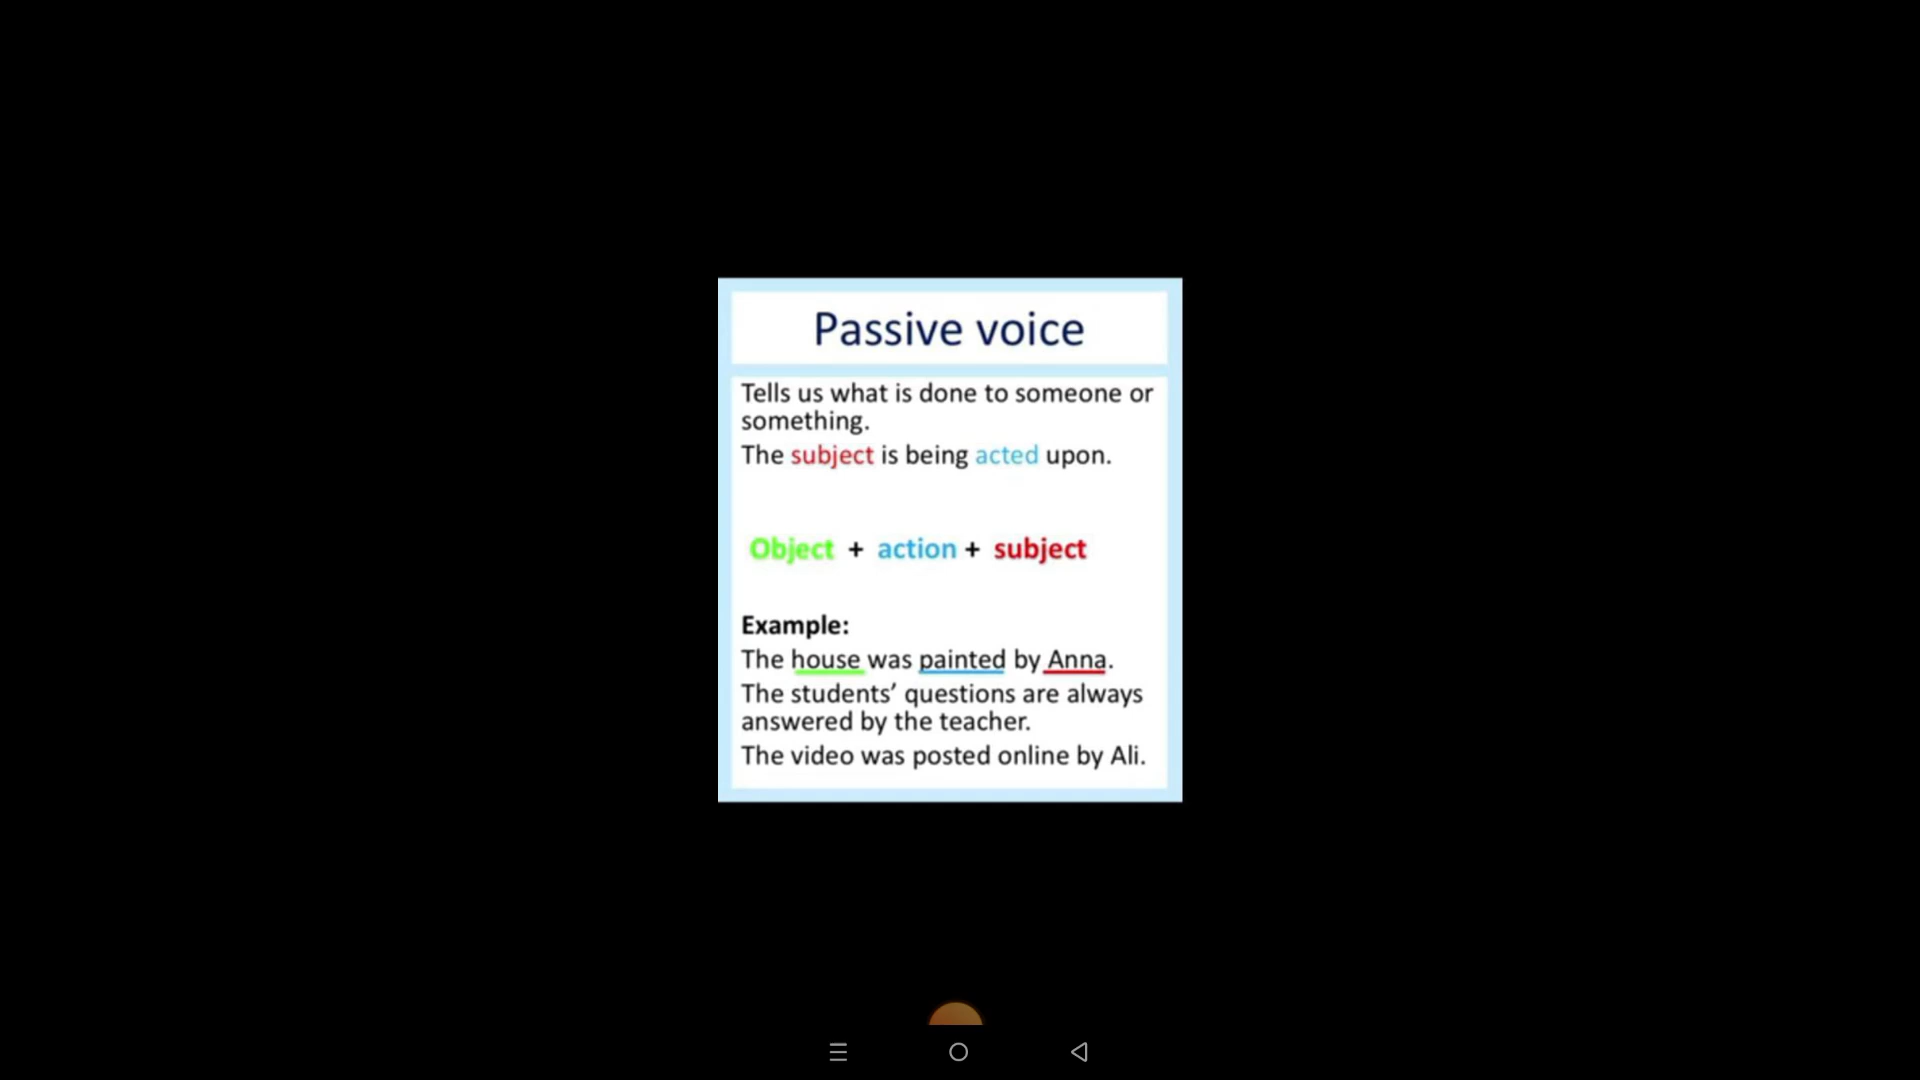 Passive voice
Tells us what is done to someone or
something.
The subject is being acted upon.
Object + action + subject
Example:
The house was painted by Anna.
The students’ questions are always
answered by the teacher.
The video was posted online by Ali.